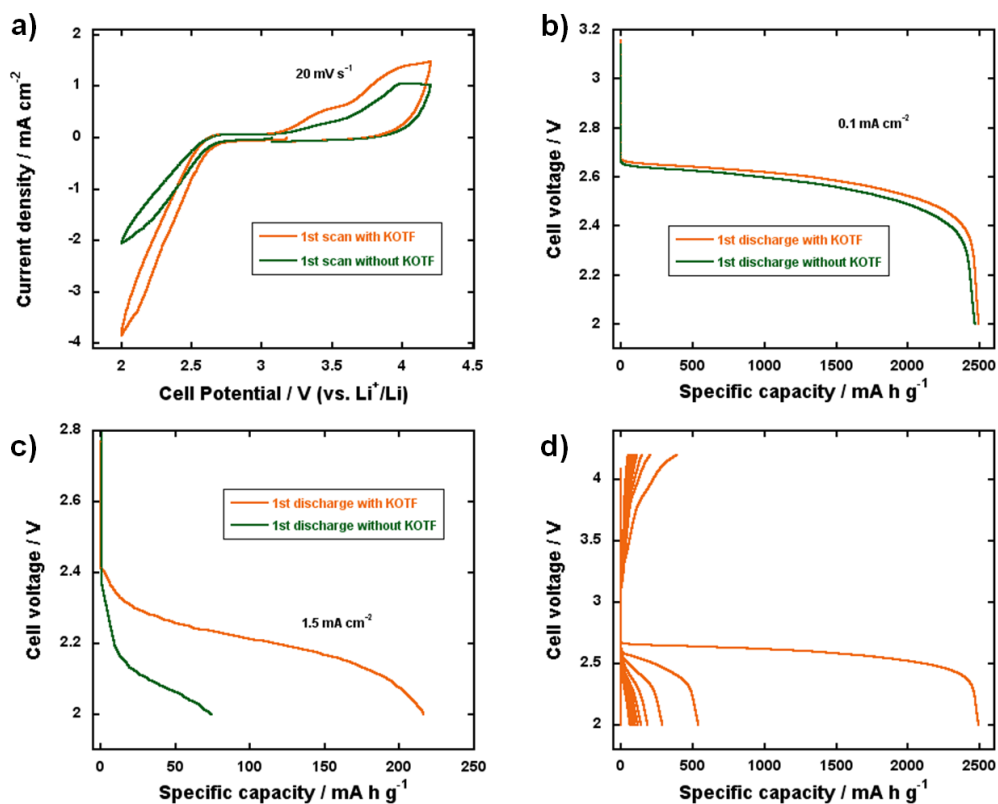 a)
Current density / mA cm⁻²
2
1
0
-1
-2
-3
-4
20 mV s⁻¹
1st scan with KOTF
1st scan without KOTF
2 2.5 3 3.5 4 4.5
Cell Potential / V (vs. Li⁺/Li)
b)
Cell voltage / V
3.2
3
2.8
2.6
2.4
2.2
2
0.1 mA cm⁻²
1st discharge with KOTF
1st discharge without KOTF
0 500 1000 1500 2000 2500
Specific capacity / mA h g⁻¹
c)
Cell voltage / V
2.8
2.6
2.4
2.2
2
1st discharge with KOTF
1st discharge without KOTF
1.5 mA cm⁻²
0 50 100 150 200 250
Specific capacity / mA h g⁻¹
d)
Cell voltage / V
4
3.5
3
2.5
2
0 500 1000 1500 2000 2500
Specific capacity / mA h g⁻¹